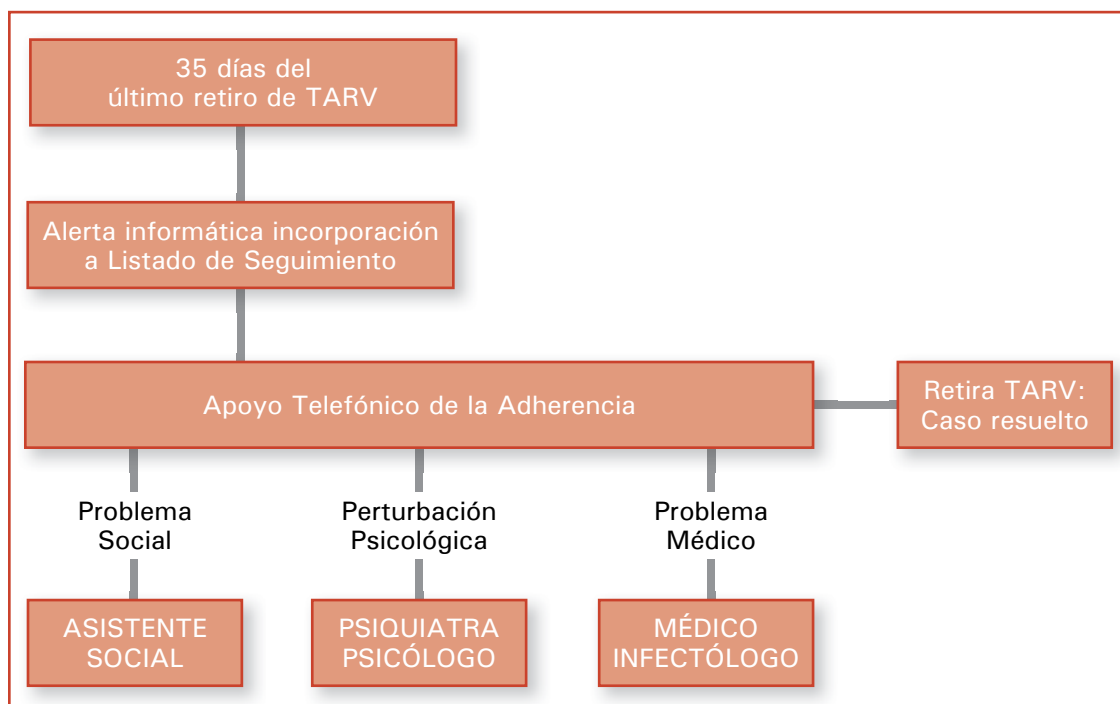 35 días del
último retiro de TARV
Alerta informática incorporación
a Listado de Seguimiento
Apoyo Telefónico de la Adherencia
Retira TARV:
Caso resuelto
Problema
Social
Perturbación
Psicológica
Problema
Médico
ASISTENTE
SOCIAL
PSIQUIATRA
PSICÓLOGO
MÉDICO
INFECTÓLOGO